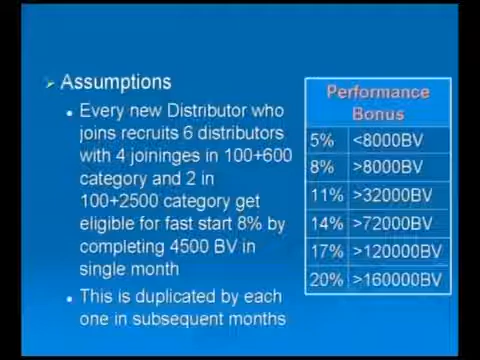 Assumptions
Every new Distributor who
joins recruits 6 distributors
with 4 joininges in 100+600
category and 2 in
100+2500 category get
eligible for fast start 8% by
completing 4500 BV in
single month
This is duplicated by each
one in subsequent months
Performance
Bonus
5% <8000BV
8% >8000BV
11% >32000BV
14% >72000BV
17% >120000BV
20% >160000BV